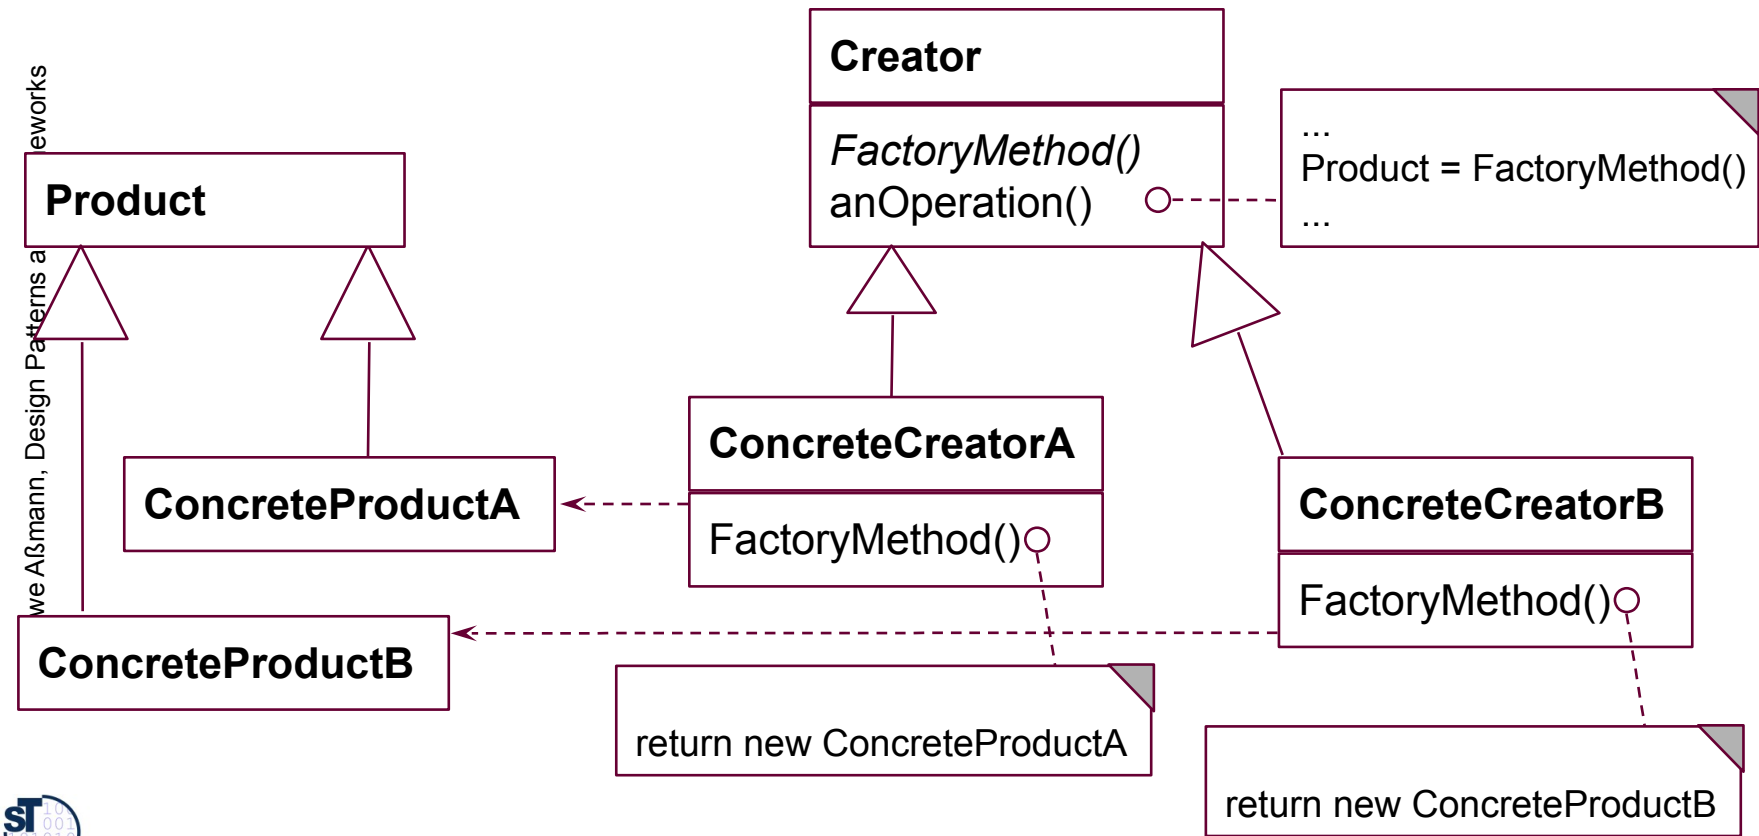 Creator
FactoryMethod()
anOperation()
...
Product = FactoryMethod()
...
Product
we Aßmann, Design Patterns a
eworks
ConcreteCreatorA
FactoryMethod()
ConcreteProductA
ConcreteCreatorB
FactoryMethod()
ConcreteProductB
return new ConcreteProductA
return new ConcreteProductB
ST